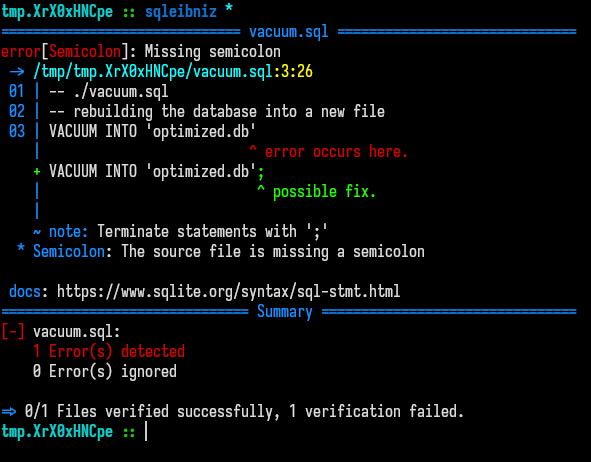 tmp.XrX0xHNCpe :: sqleibniz *
============================== vacuum.sql ==============================
error[Semicolon]: Missing semicolon
 -> /tmp/tmp.XrX0xHNCpe/vacuum.sql:3:26
 01 | -- ./vacuum.sql
 02 | -- rebuilding the database into a new file
 03 | VACUUM INTO 'optimized.db'
    |                          ^ error occurs here.
    + VACUUM INTO 'optimized.db';
    |                           ^ possible fix.
    |
    ~ note: Terminate statements with ';'
  * Semicolon: The source file is missing a semicolon
 docs: https://www.sqlite.org/syntax/sql-stmt.html
=============================== Summary ================================
[-] vacuum.sql:
    1 Error(s) detected
    0 Error(s) ignored
=> 0/1 Files verified successfully, 1 verification failed.
tmp.XrX0xHNCpe ::